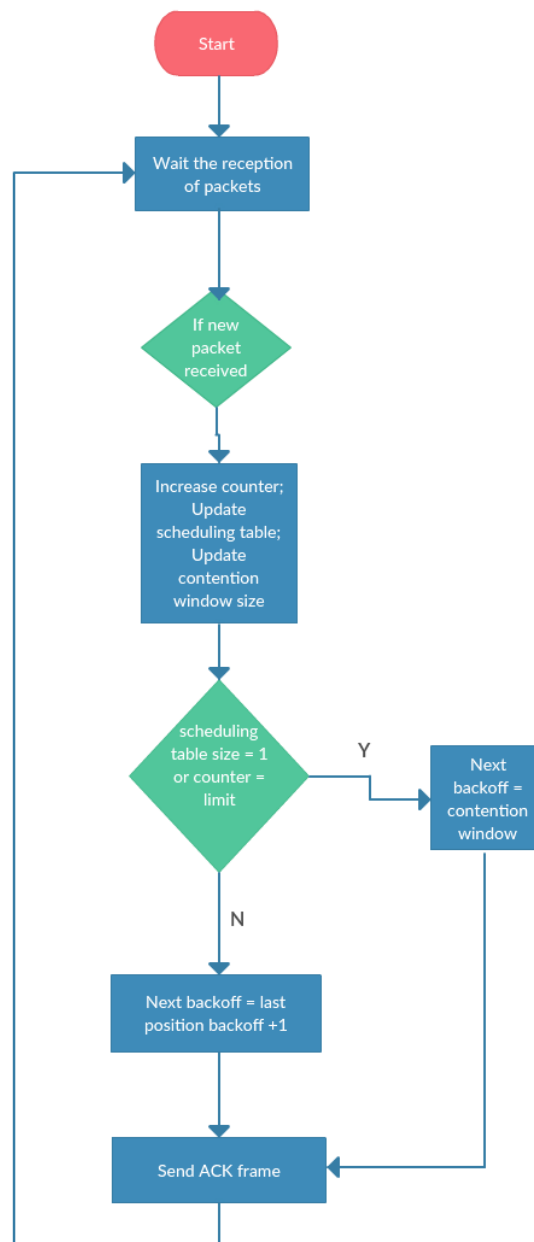 Start
Wait the reception
of packets
If new
packet
received
Increase counter;
Update
scheduling table;
Update
contention
window size
scheduling
table size = 1
or counter =
limit
Y
Next
backoff =
contention
window
N
Next backoff = last
position backoff +1
Send ACK frame